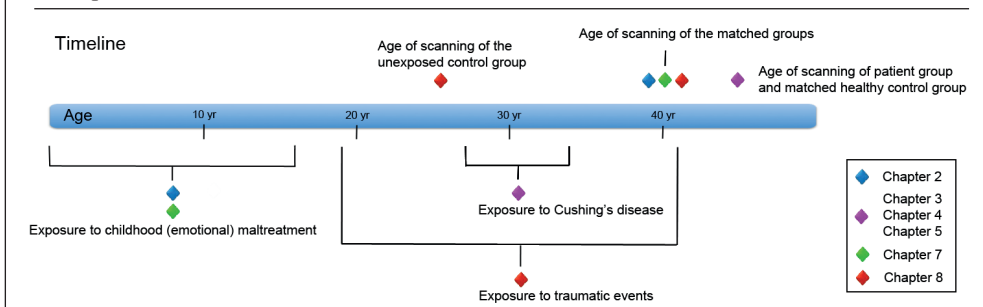 Timeline
Age of scanning of the
unexposed control group
Age of scanning of the matched groups
Age of scanning of patient group
and matched healthy control group
Age
10 yr
20 yr
30 yr
40 yr
Exposure to childhood (emotional) maltreatment
Exposure to Cushing's disease
Exposure to traumatic events
Chapter 2
Chapter 3
Chapter 4
Chapter 5
Chapter 7
Chapter 8